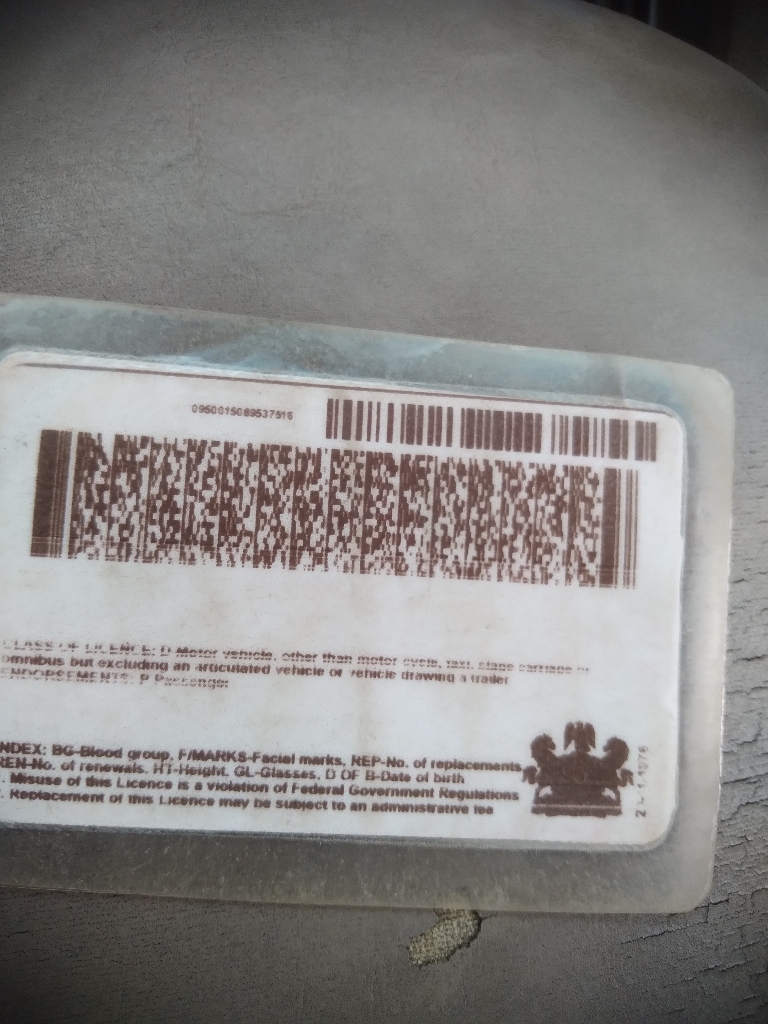 0950015089537516
CLASS OF LICENCE: D Motor vehicle, other than motor cycle, taxi, stage carriage or
omnibus but excluding an articulated vehicle or vehicle drawing a trailer
ENDORSEMENTS: P Passenger
NDEX: BG-Blood group, F/MARKS-Facial marks, REP-No. of replacements
REN-No. of renewals. HT-Height, GL-Glasses, D OF B-Date of birth
. Misuse of this Licence is a violation of Federal Government Regulations
. Replacement of this Licence may be subject to an administrative fee